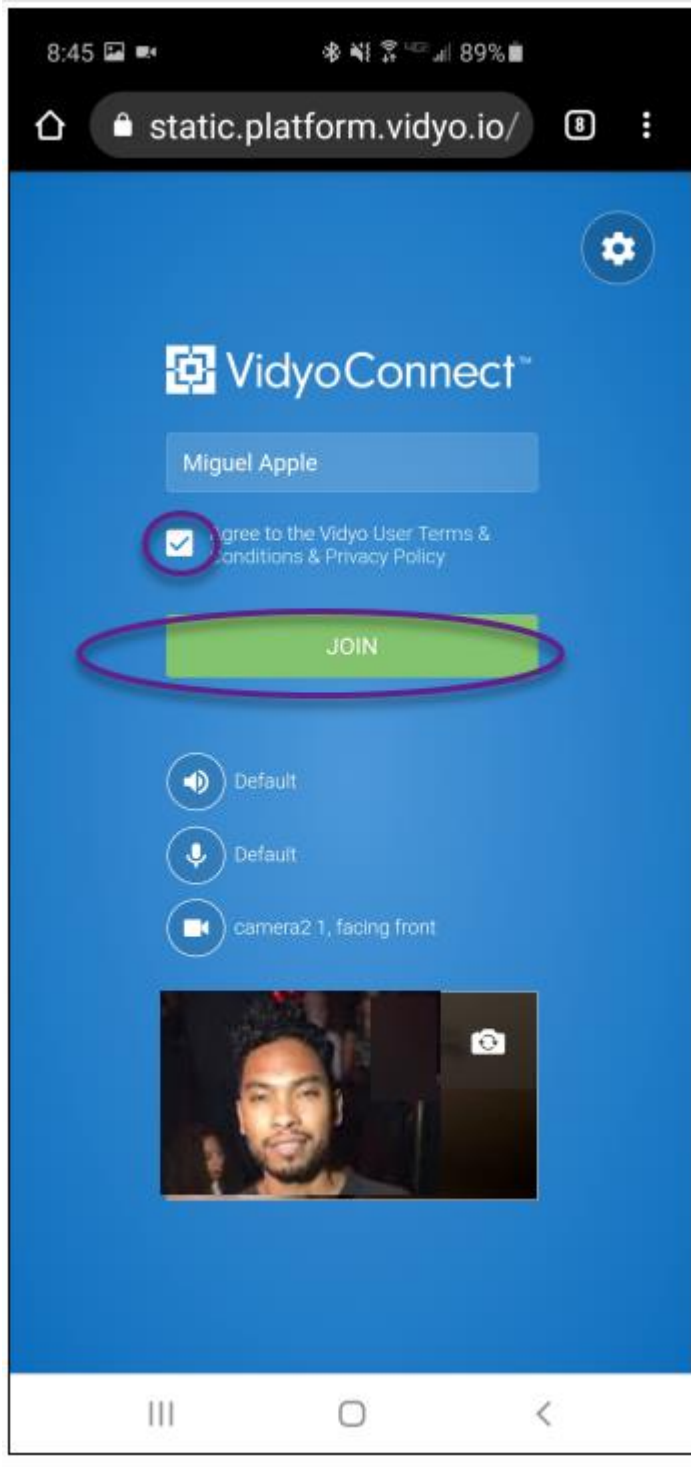 8:45 89%
static.platform.vidyo.io/ 8
VidyoConnect™
Miguel Apple
Agree to the Vidyo User Terms &
Conditions & Privacy Policy
JOIN
Default
Default
camera2 1, facing front